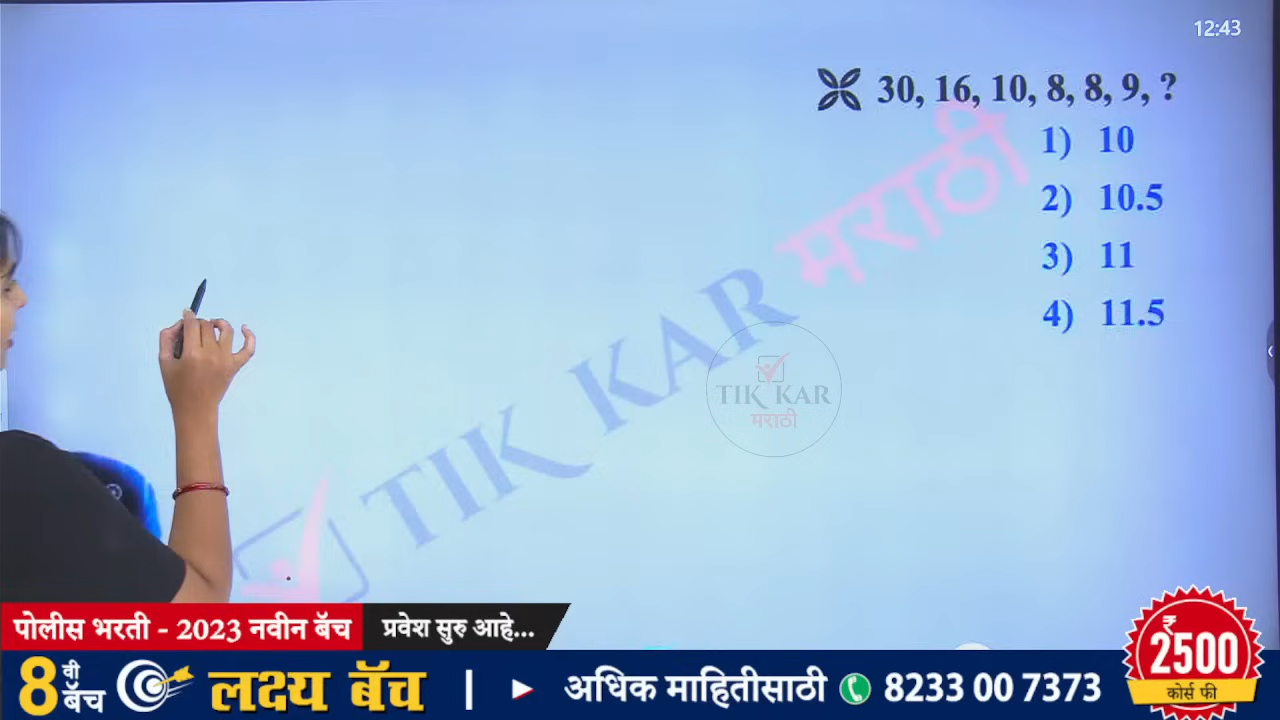 12:43
30, 16, 10, 8, 8, 9, ?
1) 10
2) 10.5
3) 11
4) 11.5
TIK KAR मराठी
TIK KAR
मराठी
पोलीस भरती - 2023 नवीन बॅच प्रवेश सुरु आहे...
8 वी बॅच लक्ष्य बॅच | अधिक माहितीसाठी 8233 00 7373
₹ 2500
कोर्स फी